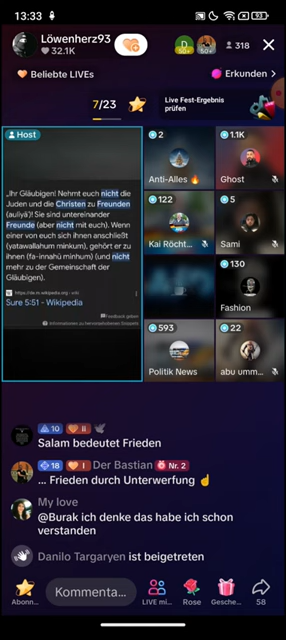 13:33
93
Löwenherz93
32.1K
50+
318
Beliebte LIVEs
Erkunden
7/23
Live Fest-Ergebnis
prüfen
Host
„Ihr Gläubigen! Nehmt euch nicht die
Juden und die Christen zu Freunden
(auliyā')! Sie sind untereinander
Freunde (aber nicht mit euch). Wenn
einer von euch sich ihnen anschließt
(yatawallahum minkum), gehört er zu
ihnen (fa-innahū minhum) (und nicht
mehr zu der Gemeinschaft der
Gläubigen).
Sure 5:51 - Wikipedia
Feedback geben
2
Anti-Alles
1.1K
Ghost
122
Kai Röcht...
5
Sami
130
Fashion
593
Politik News
22
abu umm...
10
ii
Salam bedeutet Frieden
18
I
Der Bastian
Nr. 2
... Frieden durch Unterwerfung
My love
@Burak ich denke das habe ich schon
verstanden
Danilo Targaryen ist beigetreten
Abonn...
Kommenta...
LIVE mi...
Rose
Gesche...
58